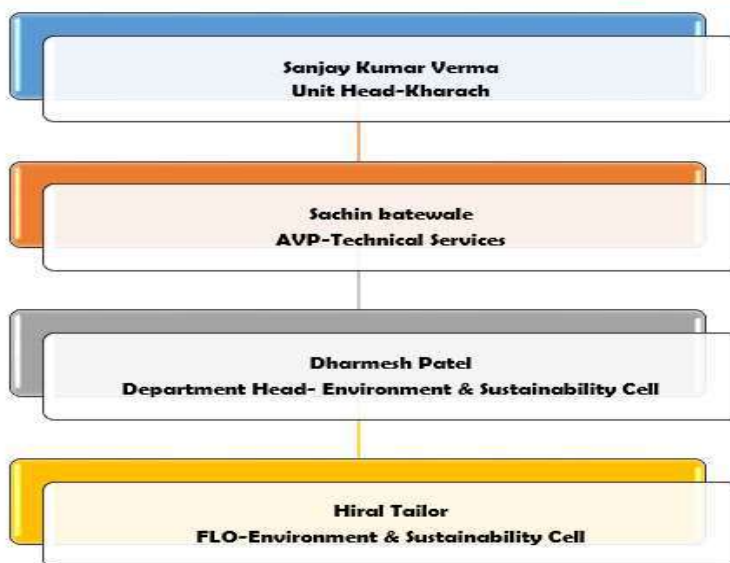 Sanjay Kumar Verma
Unit Head-Kharach
Sachin katewale
AVP-Technical Services
Dharmesh Patel
Department Head- Environment & Sustainability Cell
Hiral Tailor
FLO-Environment & Sustainability Cell